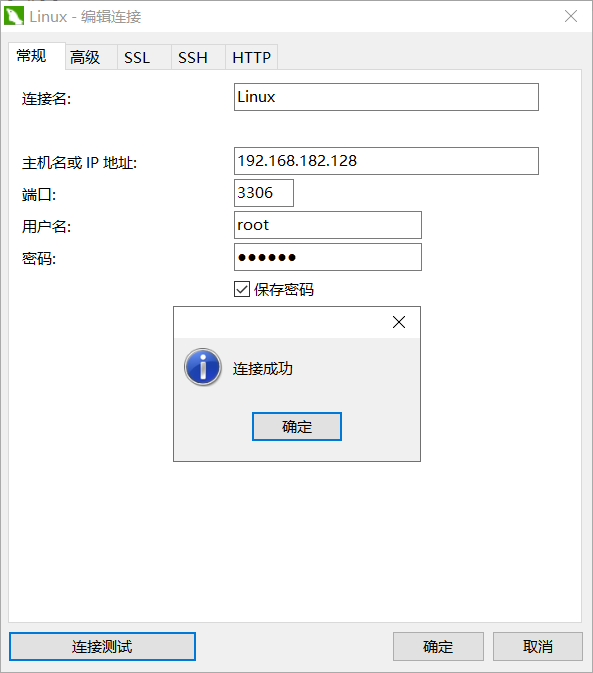 Linux - 编辑连接
常规 高级 SSL SSH HTTP
连接名: Linux
主机名或 IP 地址: 192.168.182.128
端口: 3306
用户名: root
密码: ●●●●●●
保存密码
连接成功
确定
连接测试 确定 取消